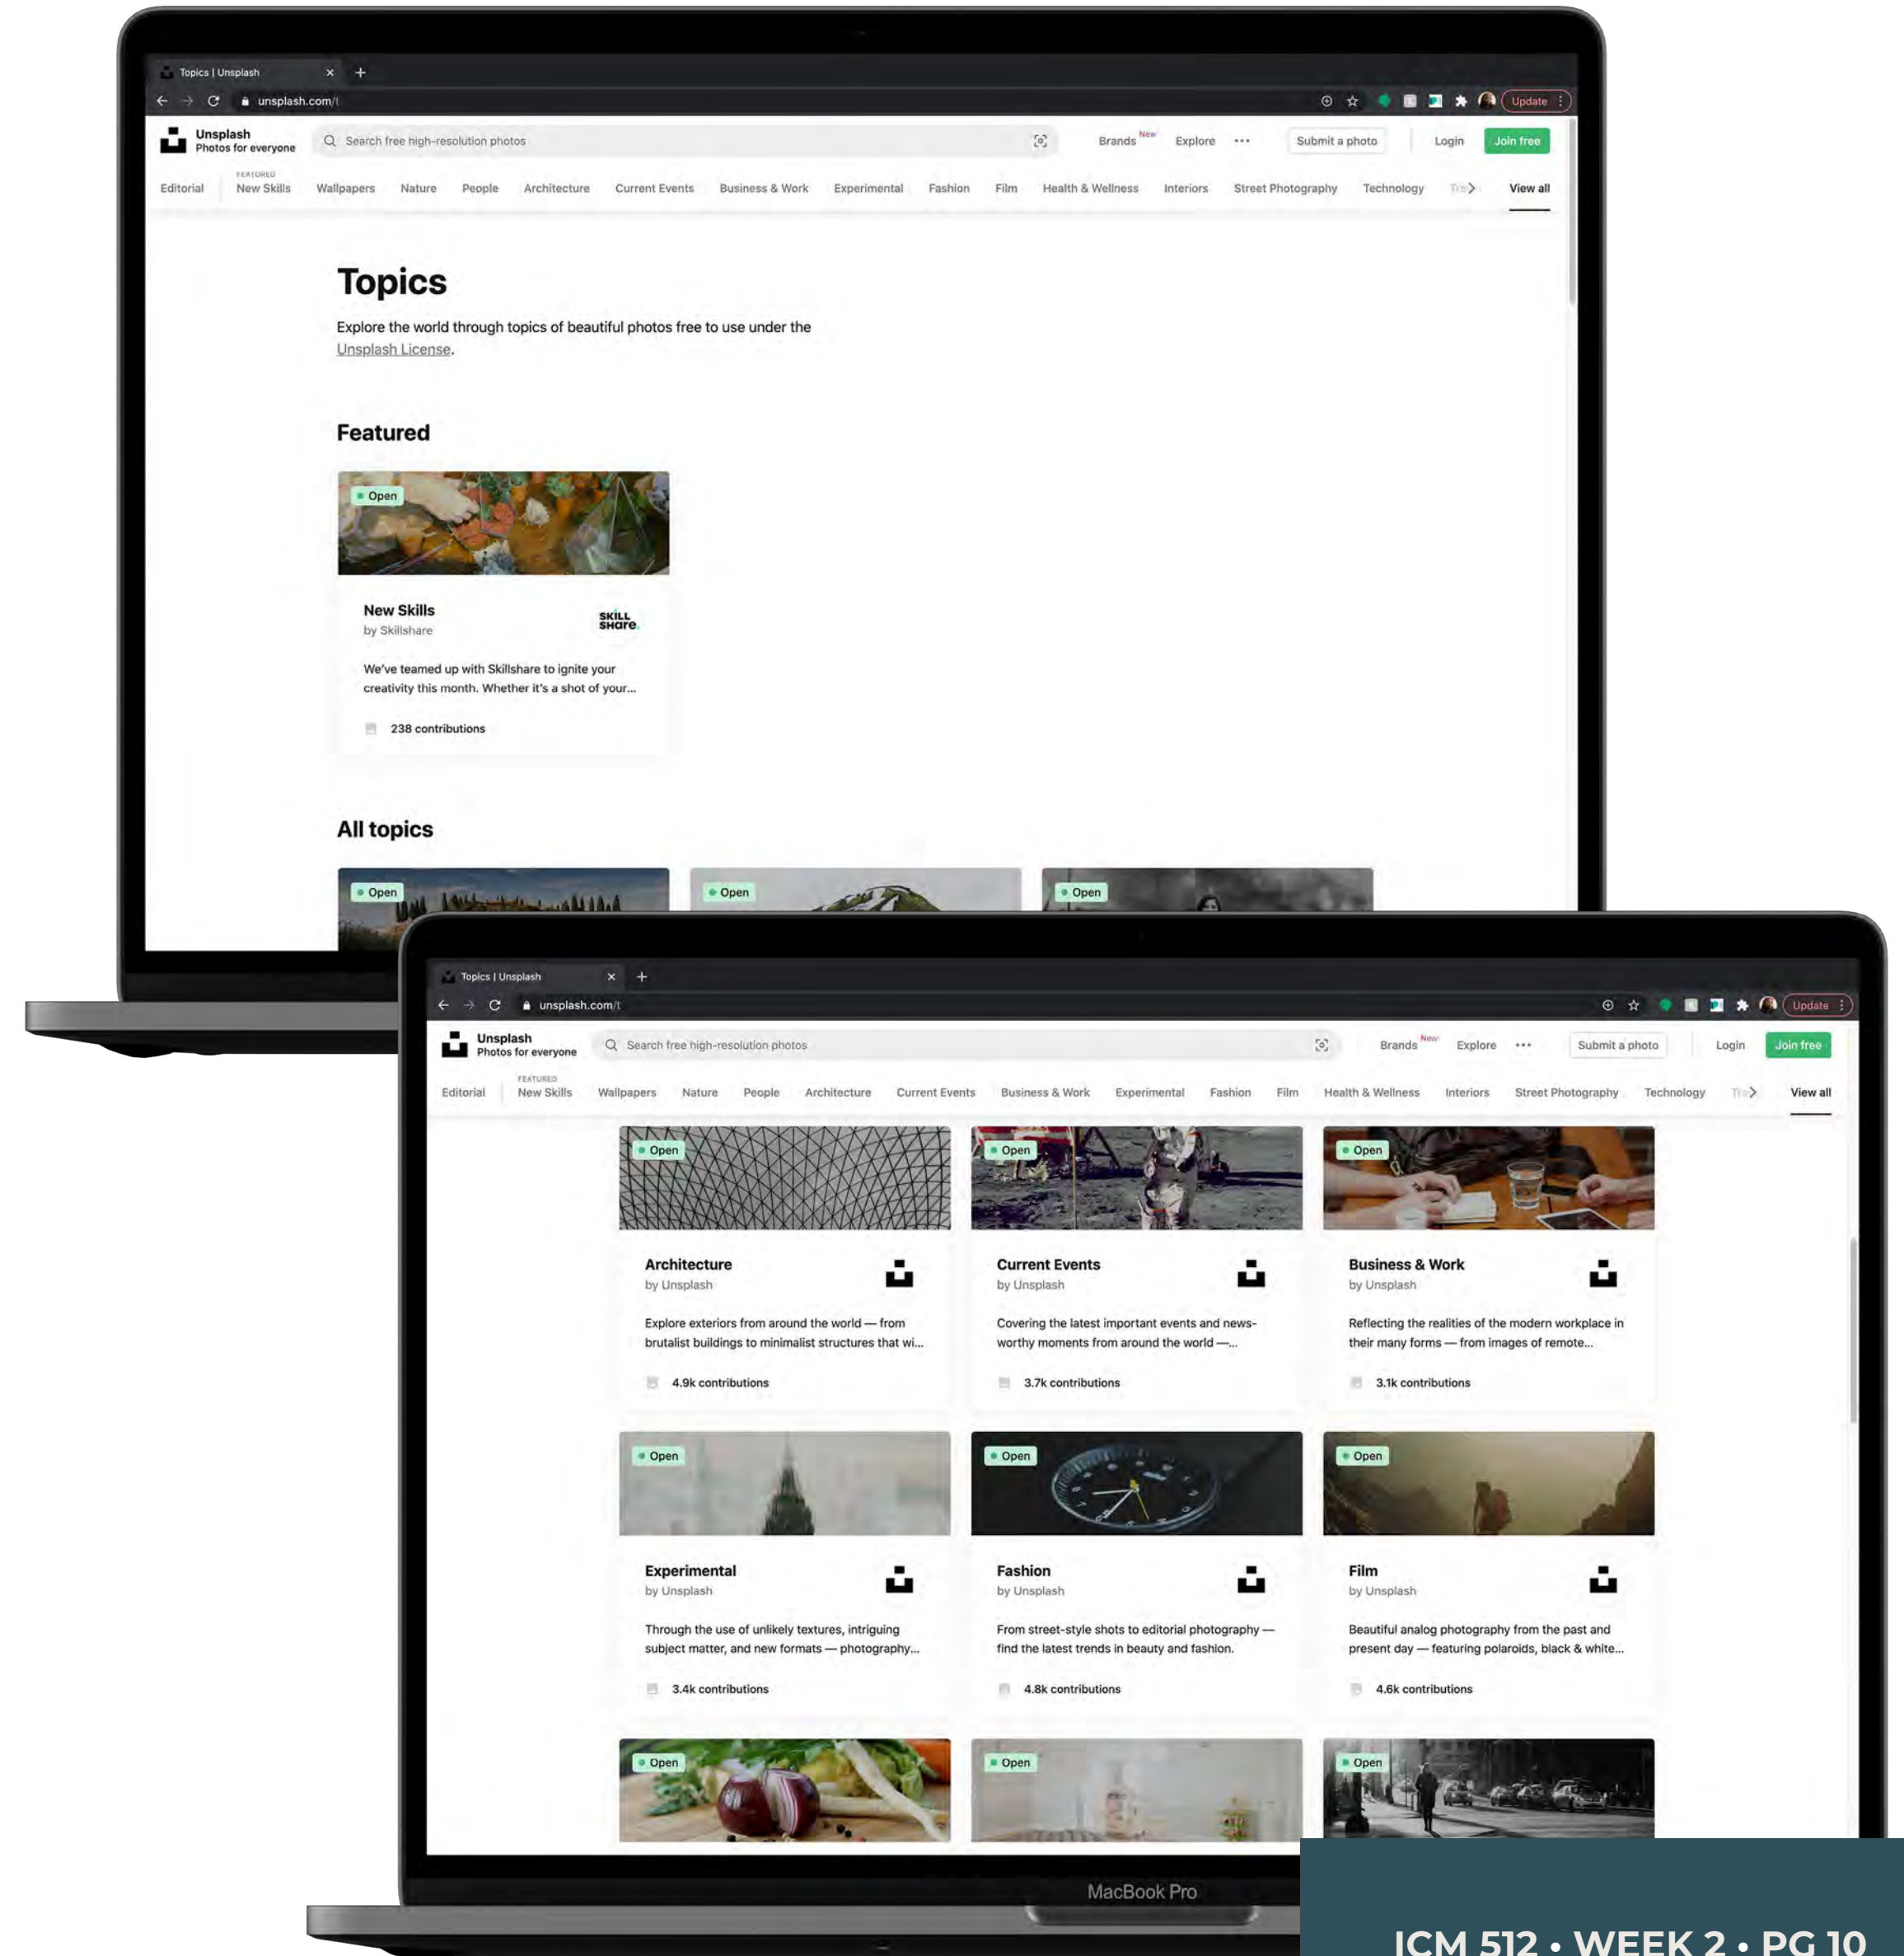 Topics | Unsplash
unsplash.com/t
Update
Unsplash
Photos for everyone
Search free high-resolution photos
Brands New Explore ••• Submit a photo Login Join free
FEATURED
Editorial New Skills Wallpapers Nature People Architecture Current Events Business & Work Experimental Fashion Film Health & Wellness Interiors Street Photography Technology View all
Topics
Explore the world through topics of beautiful photos free to use under the
Unsplash License.
Featured
Open
New Skills
by Skillshare
SKILL
SHARE.
We've teamed up with Skillshare to ignite your
creativity this month. Whether it's a shot of your...
238 contributions
All topics
Open Open Open
Topics | Unsplash
unsplash.com/t
Update
Unsplash
Photos for everyone
Search free high-resolution photos
Brands New Explore ••• Submit a photo Login Join free
FEATURED
Editorial New Skills Wallpapers Nature People Architecture Current Events Business & Work Experimental Fashion Film Health & Wellness Interiors Street Photography Technology View all
Open
Architecture
by Unsplash
Explore exteriors from around the world — from
brutalist buildings to minimalist structures that wi...
4.9k contributions
Open
Current Events
by Unsplash
Covering the latest important events and news-
worthy moments from around the world —...
3.7k contributions
Open
Business & Work
by Unsplash
Reflecting the realities of the modern workplace in
their many forms — from images of remote...
3.1k contributions
Open
Experimental
by Unsplash
Through the use of unlikely textures, intriguing
subject matter, and new formats — photography...
3.4k contributions
Open
Fashion
by Unsplash
From street-style shots to editorial photography —
find the latest trends in beauty and fashion.
4.8k contributions
Open
Film
by Unsplash
Beautiful analog photography from the past and
present day — featuring polaroids, black & white...
4.6k contributions
Open Open Open
MacBook Pro
ICM 512 • WEEK 2 • PG 10